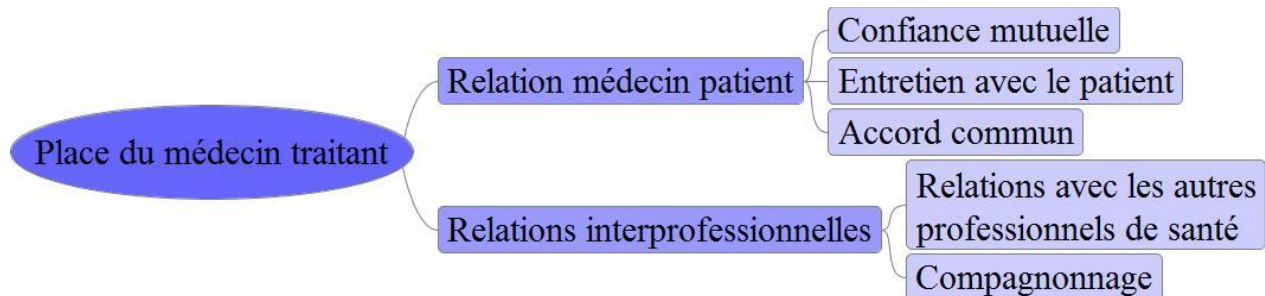 Place du médecin traitant
Relation médecin patient
Confiance mutuelle
Entretien avec le patient
Accord commun
Relations interprofessionnelles
Relations avec les autres
professionnels de santé
Compagnonnage